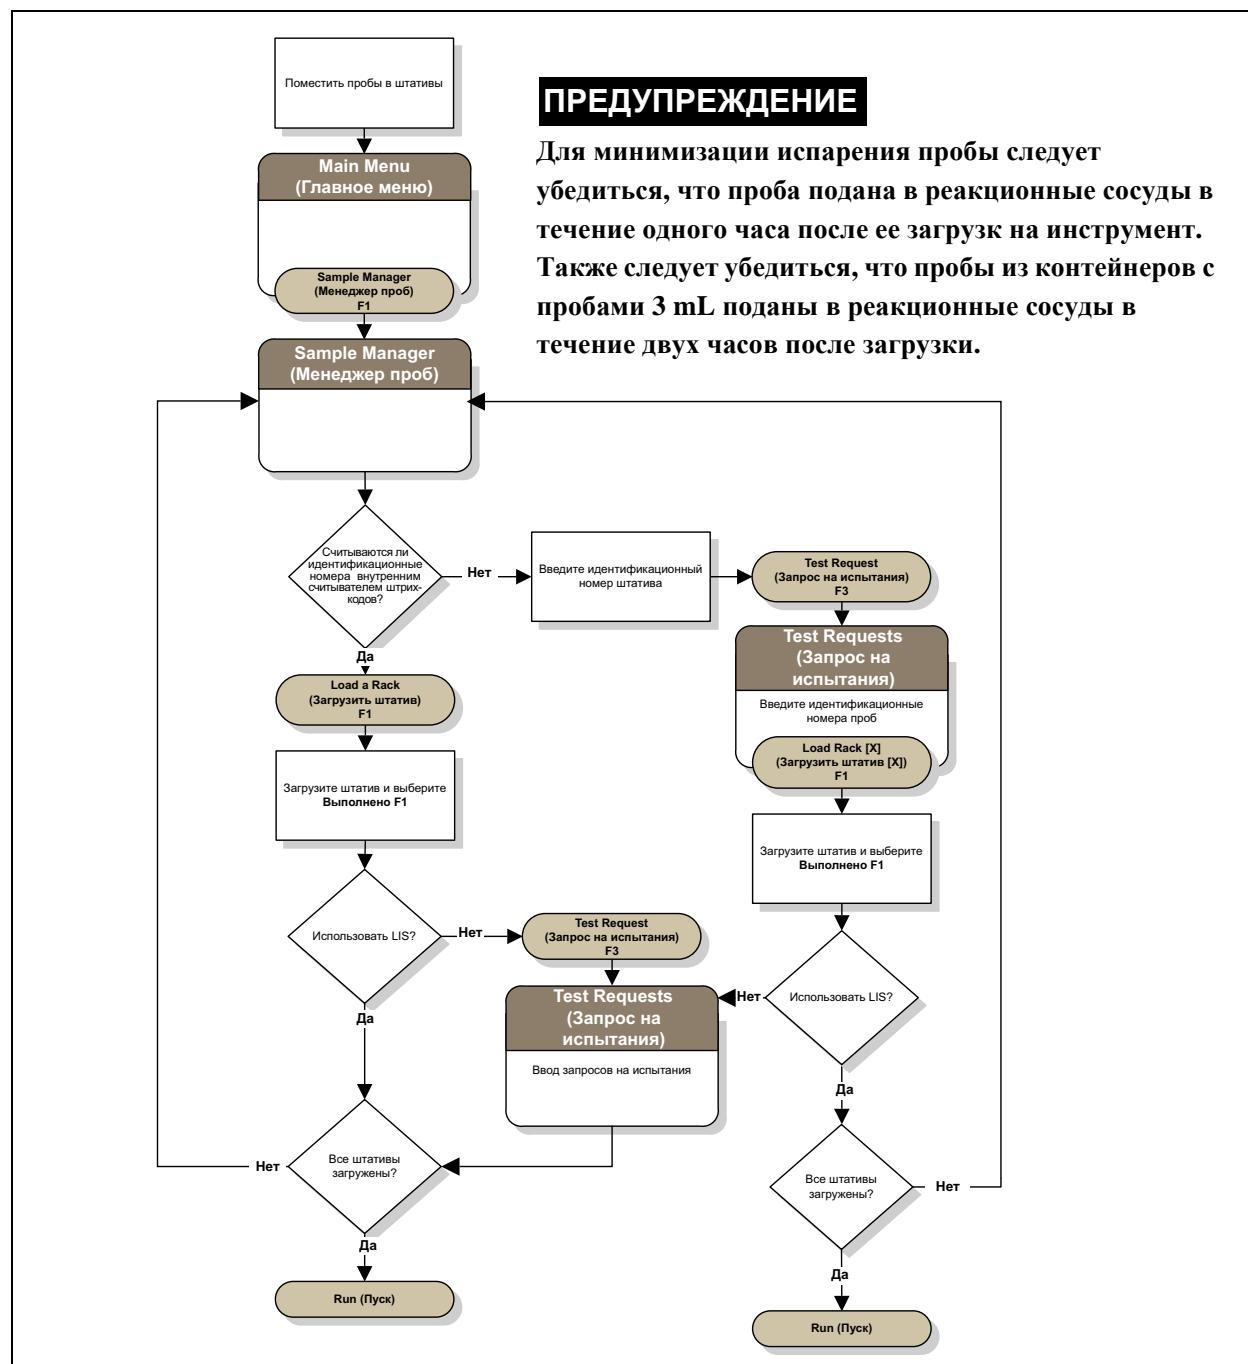 Поместить пробы в штативы
ПРЕДУПРЕЖДЕНИЕ
Для минимизации испарения пробы следует
убедиться, что проба подана в реакционные сосуды в
течение одного часа после ее загрузк на инструмент.
Также следует убедиться, что пробы из контейнеров с
пробами 3 mL поданы в реакционные сосуды в
течение двух часов после загрузки.
Main Menu
(Главное меню)
Sample Manager
(Менеджер проб)
F1
Sample Manager
(Менеджер проб)
Считываются ли
идентификационные
номера внутренним
считывателем штрих-
кодов?
Нет
Введите идентификационный
номер штатива
Test Request
(Запрос на испытания)
F3
Test Requests
(Запрос на
испытания)
Введите идентификационные
номера проб
Load Rack [X]
(Загрузить штатив [X])
F1
Загрузите штатив и выберите
Выполнено F1
Использовать LIS?
Нет
Да
Все штативы
загружены?
Нет
Да
Run (Пуск)
Да
Load a Rack
(Загрузить штатив)
F1
Загрузите штатив и выберите
Выполнено F1
Использовать LIS?
Нет
Test Request
(Запрос на испытания)
F3
Test Requests
(Запрос на
испытания)
Ввод запросов на испытания
Да
Все штативы
загружены?
Нет
Да
Run (Пуск)